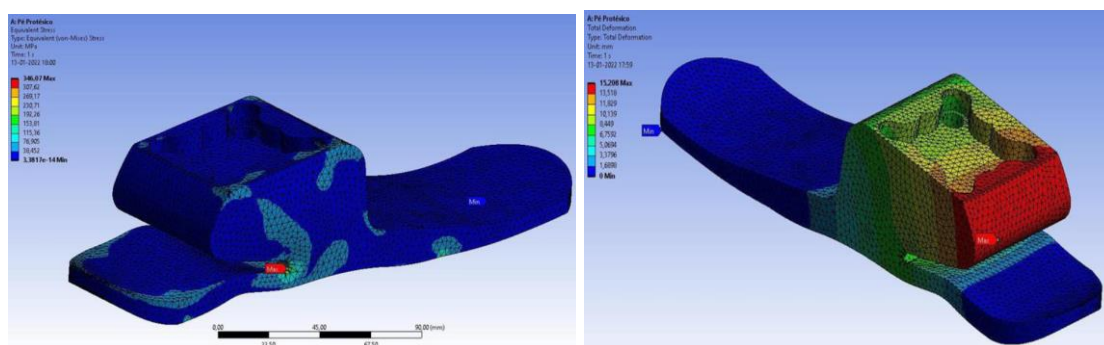 A: Pé Protésico
Equivalent Stress
Type: Equivalent (von-Mises) Stress
Unit: MPa
Time: 1 s
13-01-2022 18:00
346,07 Max
307,62
269,17
230,71
192,26
153,81
115,36
76,905
38,452
3,3817e-14 Min
Min
Max
0,00
45,00
90,00 (mm)
22,50
67,50
A: Pé Protésico
Total Deformation
Type: Total Deformation
Unit: mm
Time: 1 s
13-01-2022 17:59
15,208 Max
13,518
11,829
10,139
8,449
6,7592
5,0694
3,3796
1,6898
0 Min
Min
Max